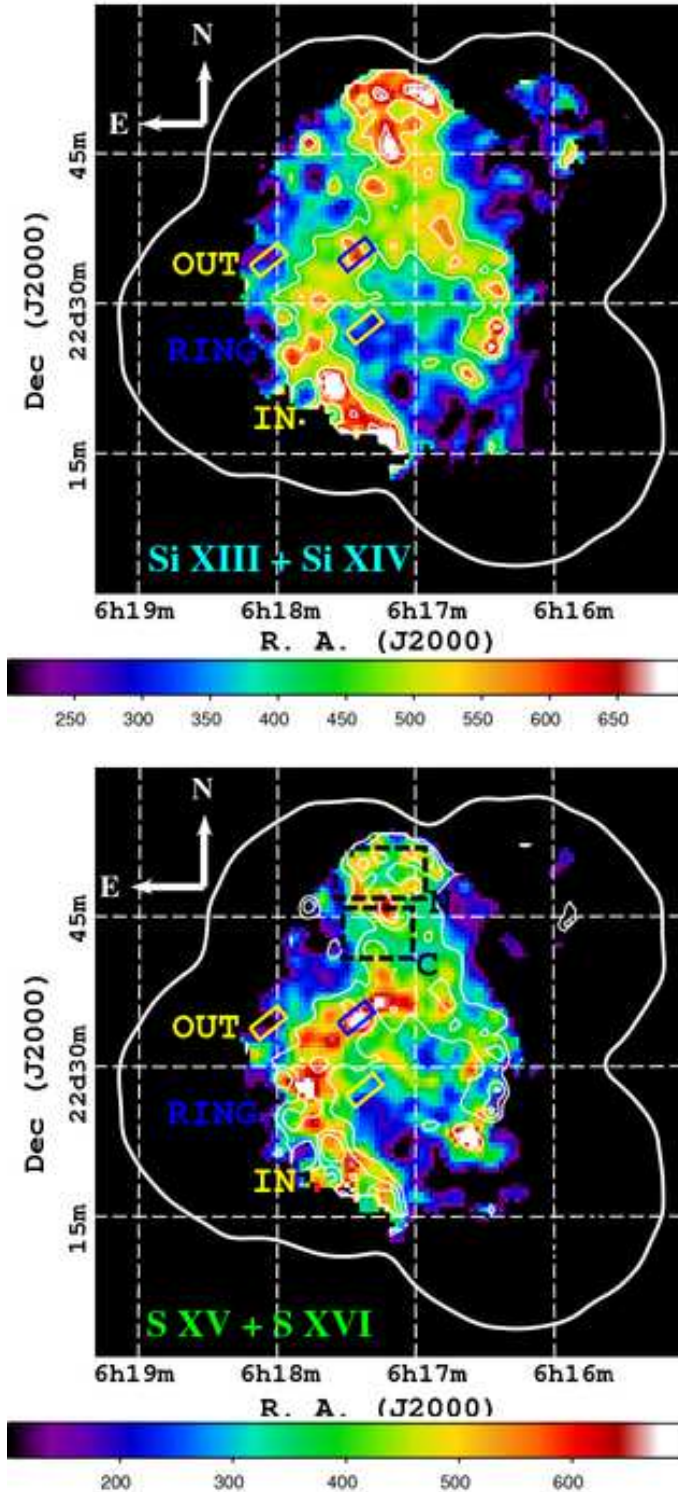 N
E
45m
OUT
22d30m
RING
IN
15m
Dec (J2000)
Si XIII + Si XIV
6h19m 6h18m 6h17m 6h16m
R. A. (J2000)
250 300 350 400 450 500 550 600 650
N
E
N
45m
C
OUT
22d30m
RING
IN
15m
Dec (J2000)
S XV + S XVI
6h19m 6h18m 6h17m 6h16m
R. A. (J2000)
200 300 400 500 600